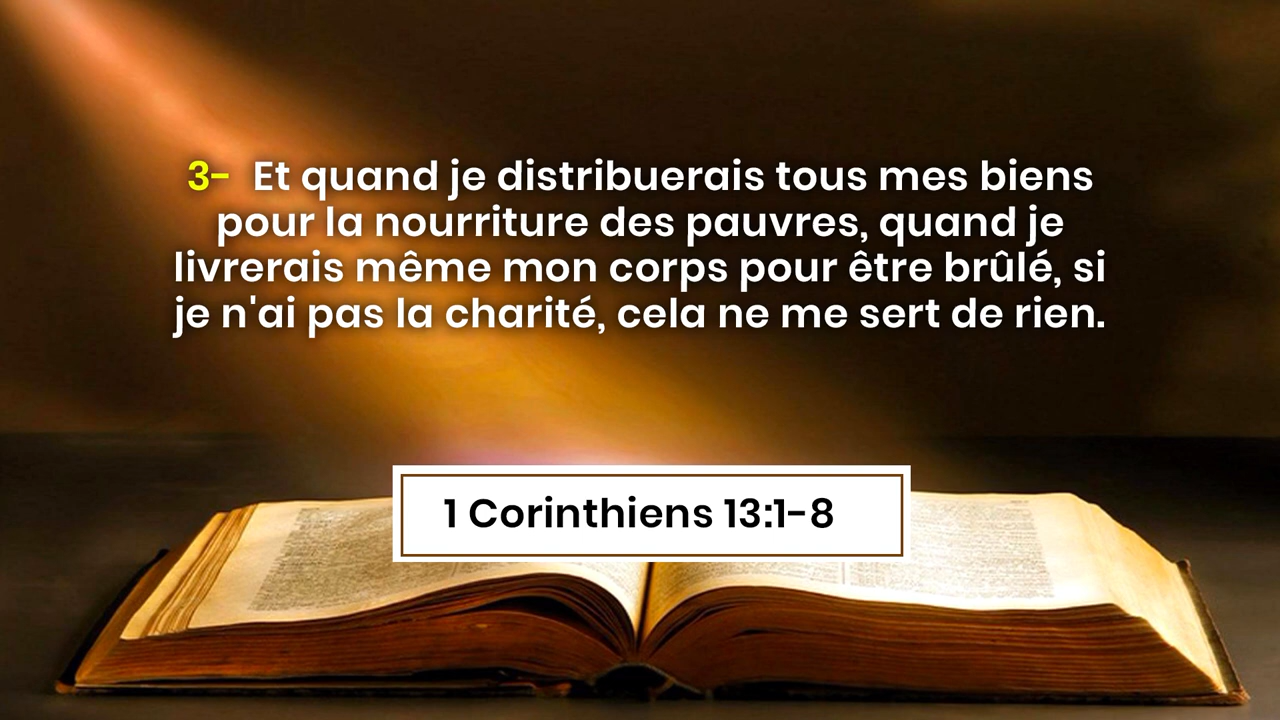 3- Et quand je distribuerais tous mes biens
pour la nourriture des pauvres, quand je
livrerais même mon corps pour être brûlé, si
je n'ai pas la charité, cela ne me sert de rien.
1 Corinthiens 13:1-8